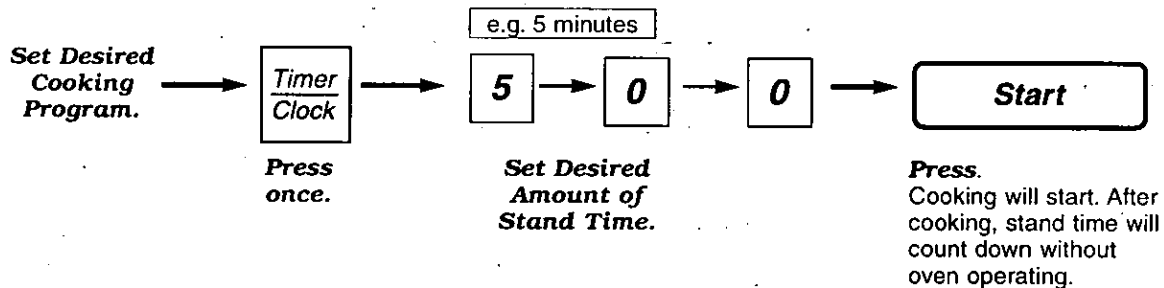 e.g. 5 minutes
Set Desired
Cooking
Program.
Timer
Clock
5
0
0
Start
Press
once.
Set Desired
Amount of
Stand Time.
Press.
Cooking will start. After
cooking, stand time will
count down without
oven operating.